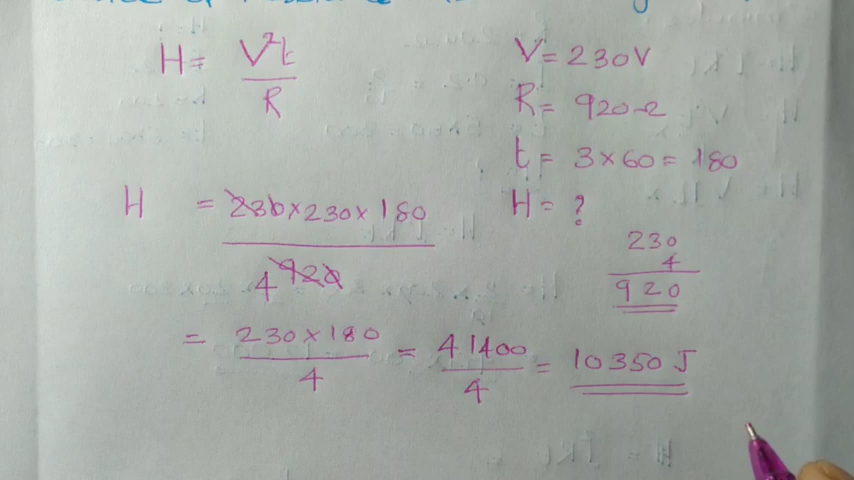 H = V²t / R
V = 230V
R = 920 Ω
t = 3 × 60 = 180
H = ?
H = 230 × 230 × 180 / 4 920
230
4
920
= 230 × 180 / 4 = 41400 / 4 = 10350 J